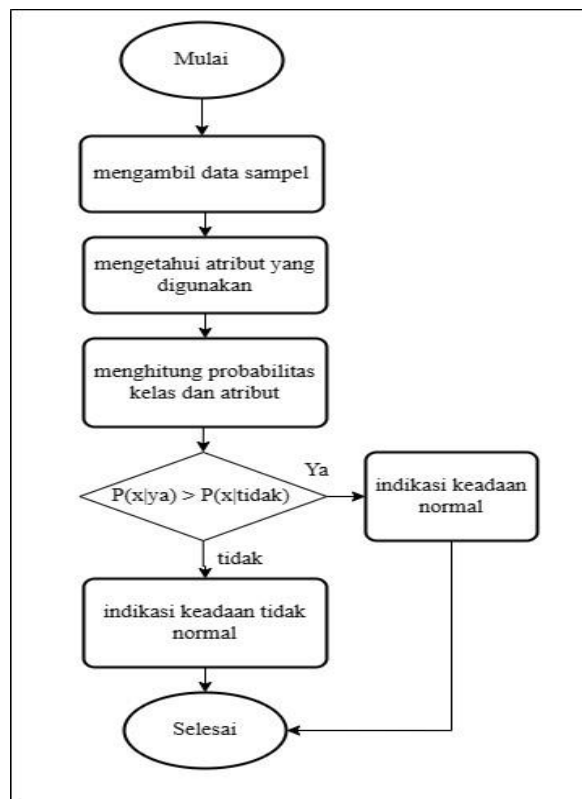 Mulai
mengambil data sampel
mengetahui atribut yang
digunakan
menghitung probabilitas
kelas dan atribut
P(x|ya) > P(x|tidak)
Ya
indikasi keadaan
normal
tidak
indikasi keadaan tidak
normal
Selesai